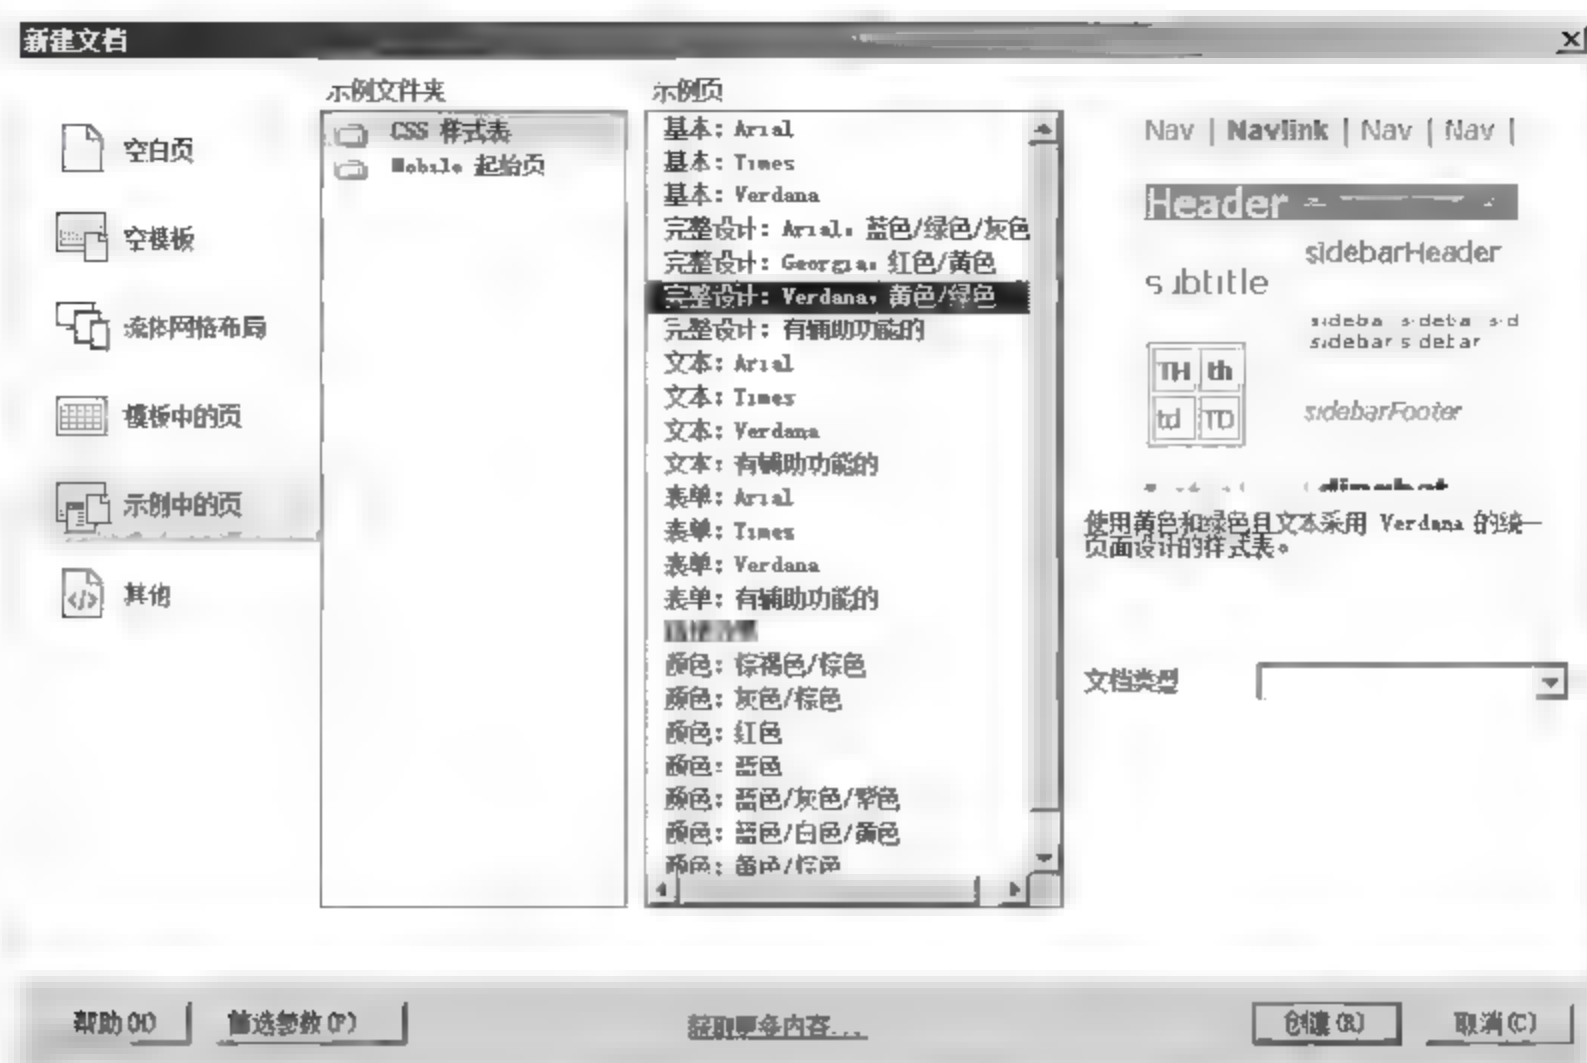 新建文档
示例文件夹
示例页
空白页
空模板
流体网格布局
模板中的页
示例中的页
其他
CSS 样式表
Mobile 起始页
基本: Arial
基本: Times
基本: Verdana
完整设计: Arial, 蓝色/绿色/灰色
完整设计: Georgia, 红色/黄色
完整设计: Verdana, 黄色/绿色
完整设计: 有辅助功能的
文本: Arial
文本: Times
文本: Verdana
文本: 有辅助功能的
表单: Arial
表单: Times
表单: Verdana
表单: 有辅助功能的
颜色: 棕褐色/棕色
颜色: 灰色/棕色
颜色: 红色
颜色: 蓝色
颜色: 蓝色/灰色/紫色
颜色: 蓝色/白色/黄色
颜色: 黄色/棕色
Nav | Navlink | Nav | Nav |
Header
subtitle
sidebarHeader
sidebar sidebar
TH th
td TD
sidebarFooter
使用黄色和绿色且文本采用 Verdana 的统一
页面设计的样式表。
文档类型
帮助(H)
首选参数(P)
获取更多内容...
创建(R)
取消(C)